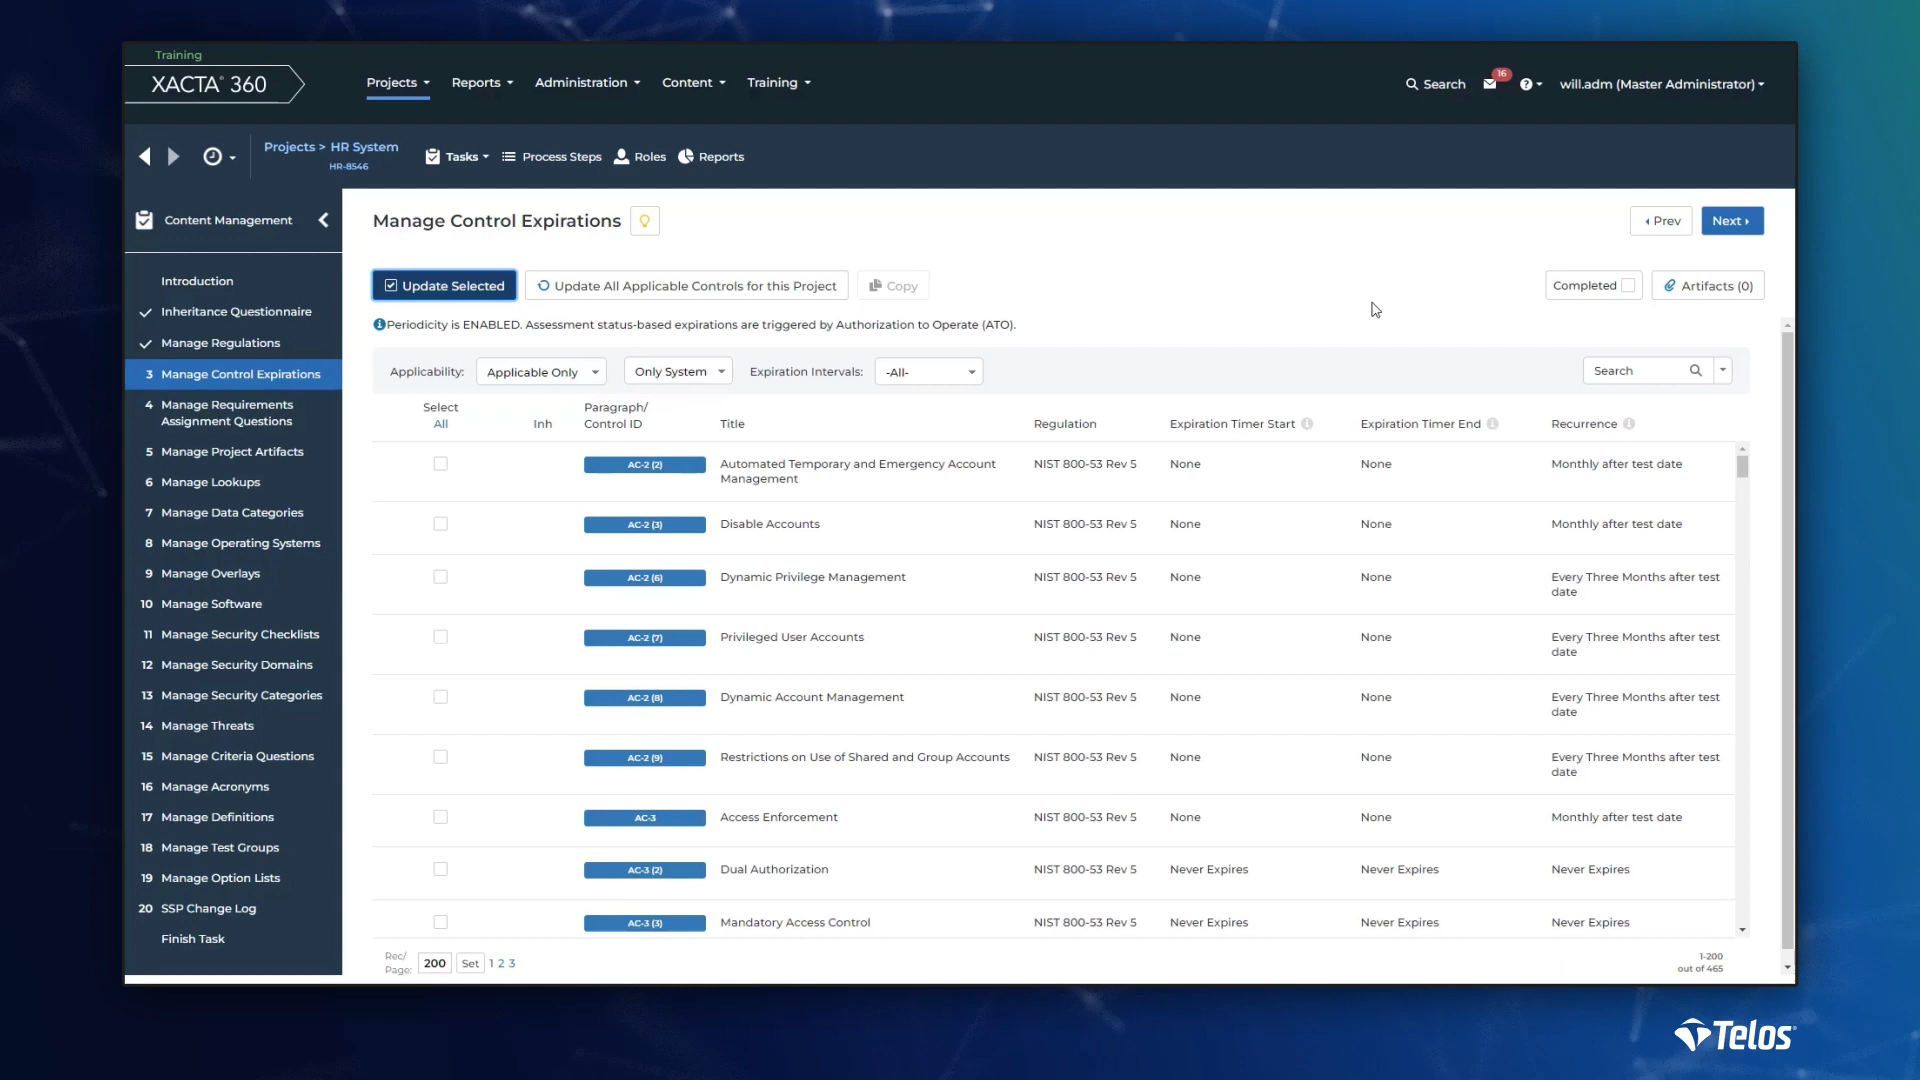 Training
XACTA® 360
Projects
Reports
Administration
Content
Training
Search
16
will.adm (Master Administrator)
Projects > HR System
HR-8546
Tasks
Process Steps
Roles
Reports
Content Management
Introduction
Inheritance Questionnaire
Manage Regulations
3 Manage Control Expirations
4 Manage Requirements
Assignment Questions
5 Manage Project Artifacts
6 Manage Lookups
7 Manage Data Categories
8 Manage Operating Systems
9 Manage Overlays
10 Manage Software
11 Manage Security Checklists
12 Manage Security Domains
13 Manage Security Categories
14 Manage Threats
15 Manage Criteria Questions
16 Manage Acronyms
17 Manage Definitions
18 Manage Test Groups
19 Manage Option Lists
20 SSP Change Log
Finish Task
Manage Control Expirations
Prev
Next
Update Selected
Update All Applicable Controls for this Project
Copy
Completed
Artifacts (0)
Periodicity is ENABLED. Assessment status-based expirations are triggered by Authorization to Operate (ATO).
Applicability:
Applicable Only
Only System
Expiration Intervals:
-All-
Search
Select
All
Inh
Paragraph/
Control ID
Title
Regulation
Expiration Timer Start
Expiration Timer End
Recurrence
AC-2 (2)
Automated Temporary and Emergency Account
Management
NIST 800-53 Rev 5
None
None
Monthly after test date
AC-2 (3)
Disable Accounts
NIST 800-53 Rev 5
None
None
Monthly after test date
AC-2 (6)
Dynamic Privilege Management
NIST 800-53 Rev 5
None
None
Every Three Months after test
date
AC-2 (7)
Privileged User Accounts
NIST 800-53 Rev 5
None
None
Every Three Months after test
date
AC-2 (8)
Dynamic Account Management
NIST 800-53 Rev 5
None
None
Every Three Months after test
date
AC-2 (9)
Restrictions on Use of Shared and Group Accounts
NIST 800-53 Rev 5
None
None
Every Three Months after test
date
AC-3
Access Enforcement
NIST 800-53 Rev 5
None
None
Monthly after test date
AC-3 (2)
Dual Authorization
NIST 800-53 Rev 5
Never Expires
Never Expires
Never Expires
AC-3 (3)
Mandatory Access Control
NIST 800-53 Rev 5
Never Expires
Never Expires
Never Expires
Rec/
Page:
200
Set
1 2 3
1-200
out of 465
Telos